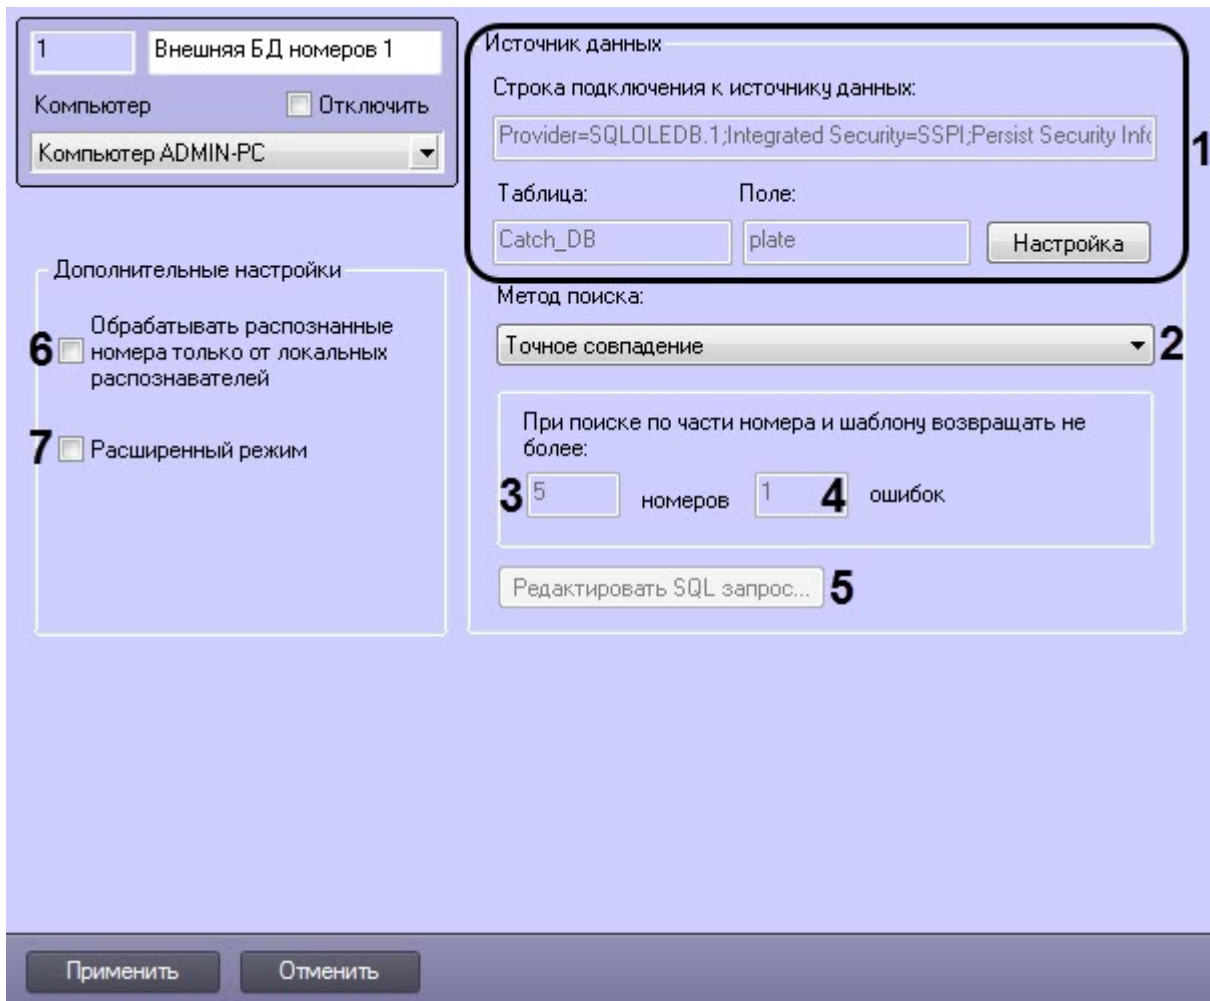 1
Внешняя БД номеров 1
Компьютер
Отключить
Компьютер ADMIN-PC
Источник данных
Строка подключения к источнику данных:
Provider=SQLOLEDB.1;Integrated Security=SSPI;Persist Security Info
1
Таблица:
Поле:
Catch_DB
plate
Настройка
Метод поиска:
Точное совпадение
2
При поиске по части номера и шаблону возвращать не
более:
3
5
номеров
1
4
ошибок
Редактировать SQL запрос...
5
Дополнительные настройки
6
Обрабатывать распознанные
номера только от локальных
распознавателей
7
Расширенный режим
Применить
Отменить